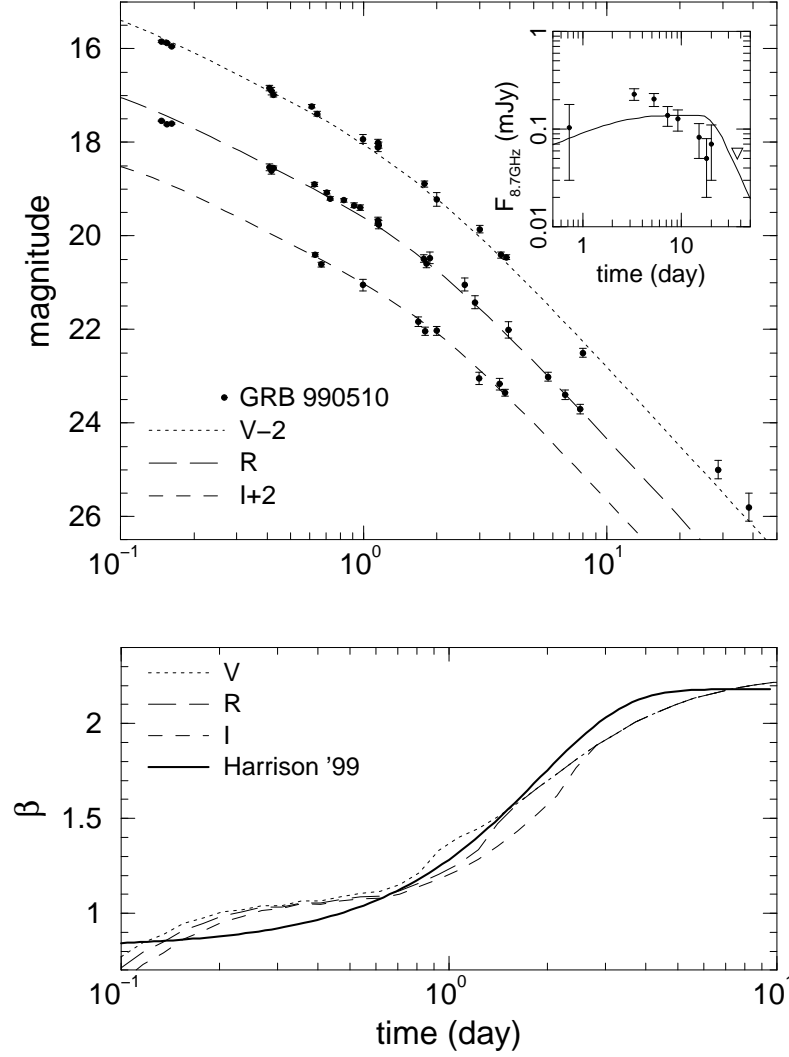 16
18
20
22
24
26
magnitude
10⁻¹
10⁰
10¹
GRB 990510
V−2
R
I+2
1
0.1
0.01
F8.7GHz (mJy)
1
10
time (day)
2
1.5
1
β
V
R
I
Harrison '99
10⁻¹
10⁰
10¹
time (day)